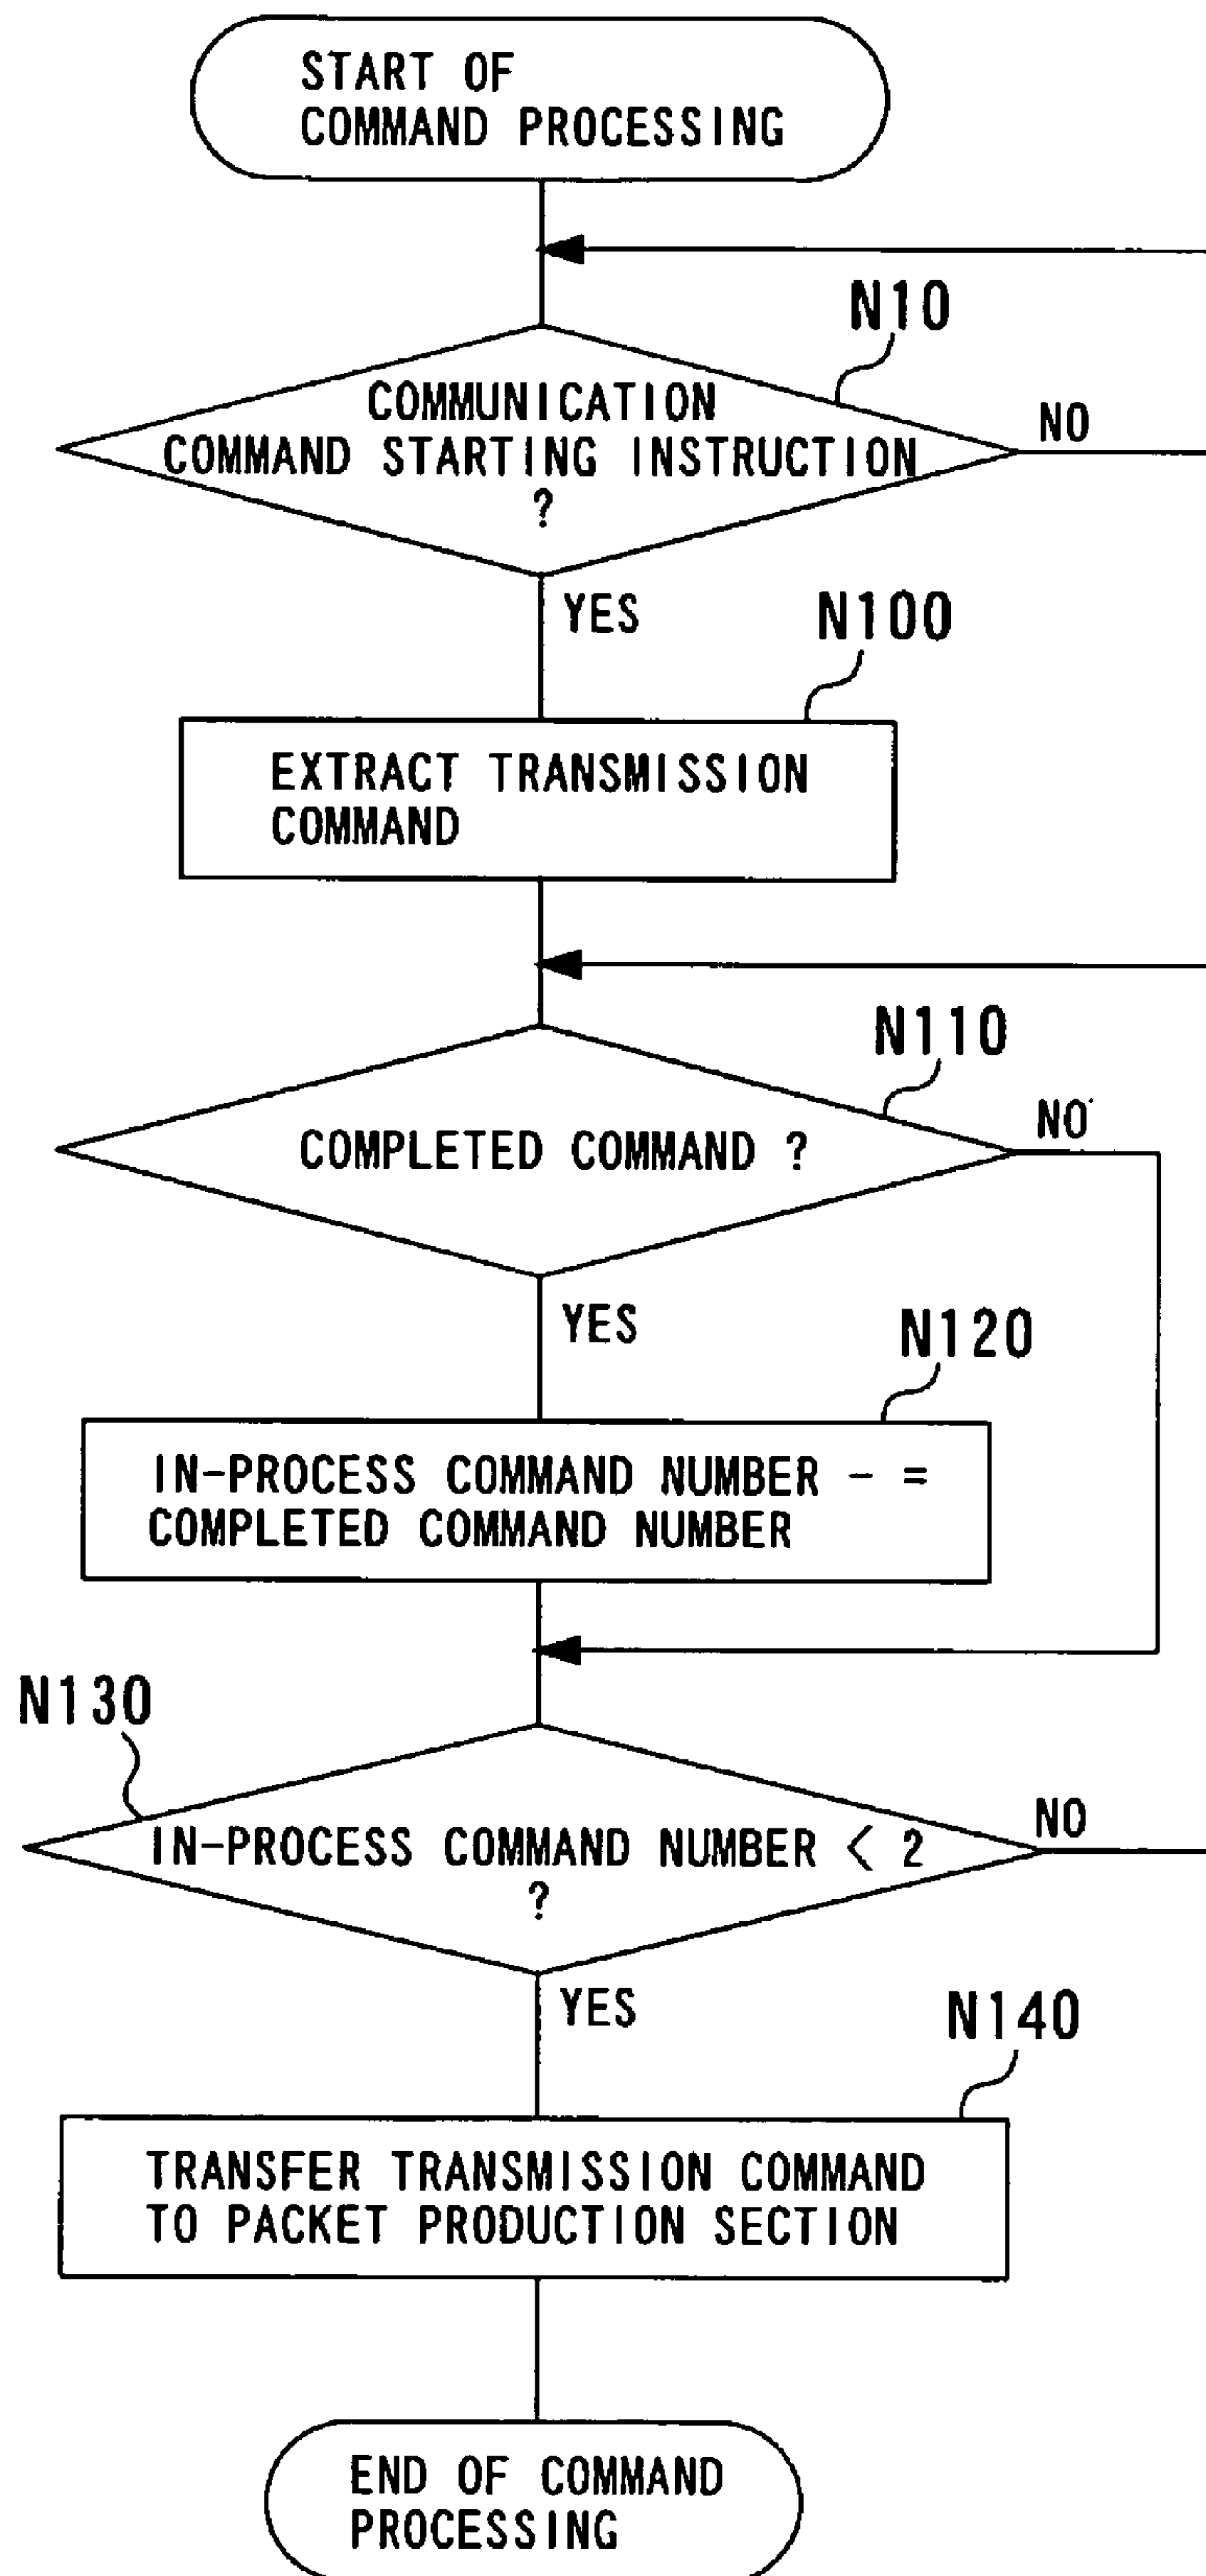 START OF
COMMAND PROCESSING
N10
COMMUNICATION
COMMAND STARTING INSTRUCTION
?
NO
YES
N100
EXTRACT TRANSMISSION
COMMAND
N110
COMPLETED COMMAND ?
NO
YES
N120
IN-PROCESS COMMAND NUMBER - =
COMPLETED COMMAND NUMBER
N130
IN-PROCESS COMMAND NUMBER < 2
?
NO
YES
N140
TRANSFER TRANSMISSION COMMAND
TO PACKET PRODUCTION SECTION
END OF COMMAND
PROCESSING